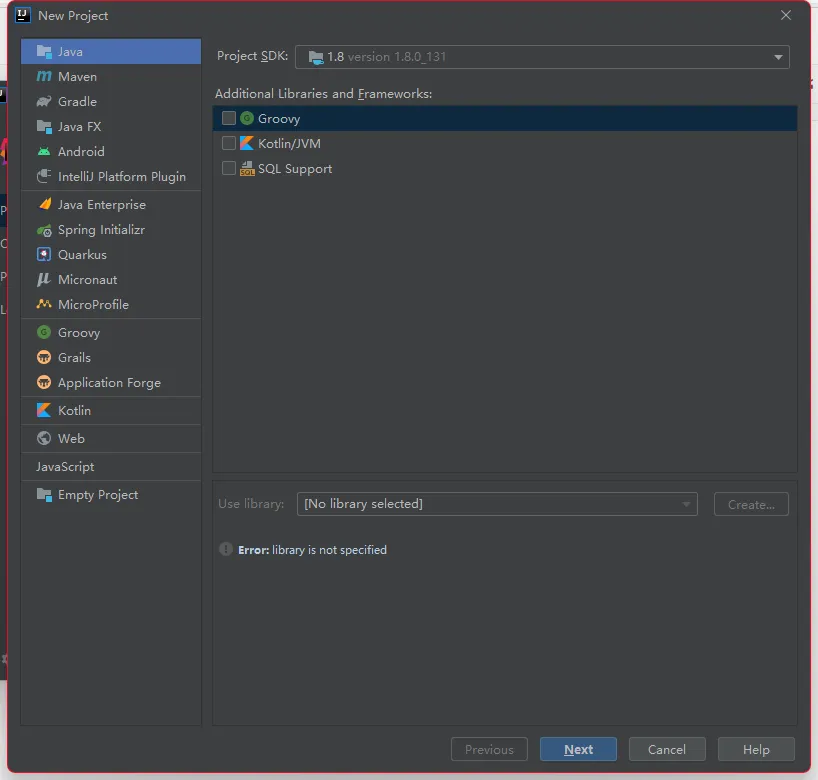 New Project
Java
Maven
Gradle
Java FX
Android
IntelliJ Platform Plugin
Java Enterprise
Spring Initializr
Quarkus
Micronaut
MicroProfile
Groovy
Grails
Application Forge
Kotlin
Web
JavaScript
Empty Project
Project SDK: 1.8 version 1.8.0_131
Additional Libraries and Frameworks:
Groovy
Kotlin/JVM
SQL Support
Use library: [No library selected] Create...
Error: library is not specified
Previous Next Cancel Help